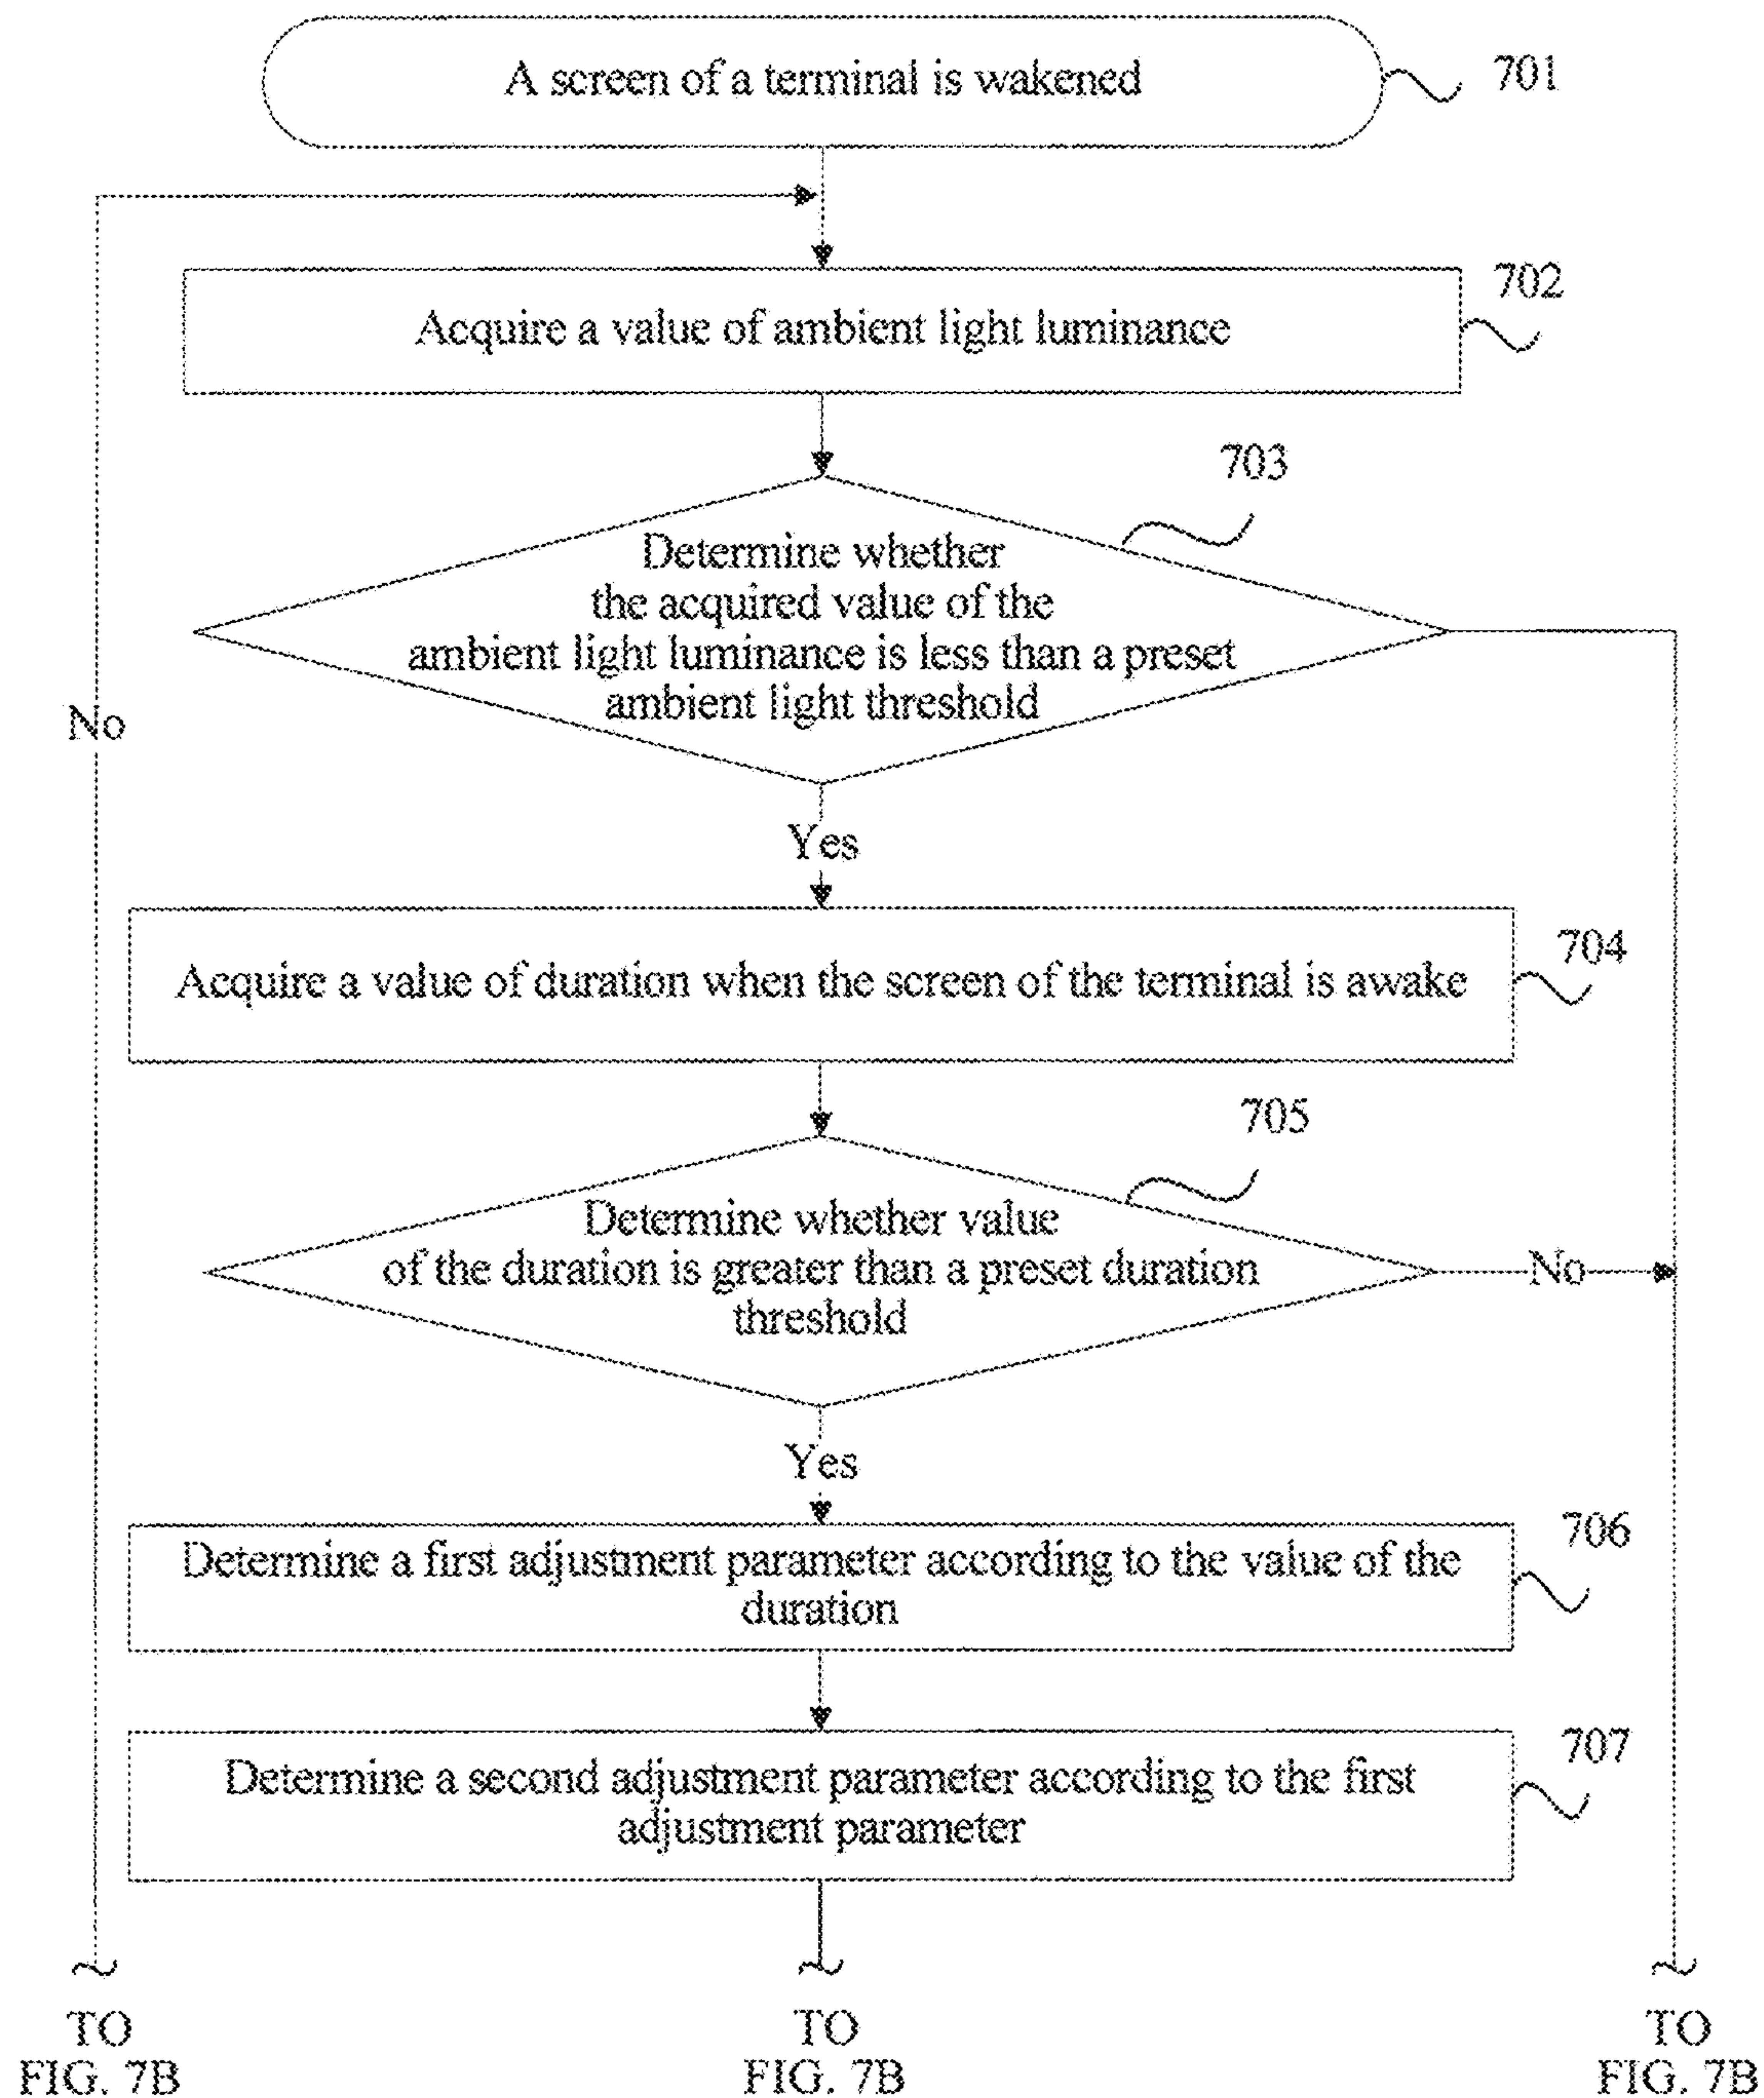 A screen of a terminal is wakened
701
Acquire a value of ambient light luminance
702
703
Determine whether
the acquired value of the
ambient light luminance is less than a preset
ambient light threshold
No
Yes
Acquire a value of duration when the screen of the terminal is awake
704
705
Determine whether value
of the duration is greater than a preset duration
threshold
No
Yes
Determine a first adjustment parameter according to the value of the
duration
706
Determine a second adjustment parameter according to the first
adjustment parameter
707
TO
FIG. 7B
TO
FIG. 7B
TO
FIG. 7B